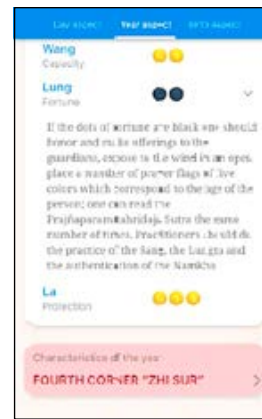 Day aspect Year aspect
Wang
Capacity
Lung
Fortune
If the dots of fortune are black one should
honor and make offerings to the
guardians, expose to the wind in an open
place a number of prayer flags of five
colors which correspond to the age of the
person; one can read the
Prajñaparamitahridaja Sutra the same
number of times. Practitioners should do
the practice of the Sang, the Lungta and
the authentication of the Namkha
La
Protection
Characteristics of the year
FOURTH CORNER "ZHI SUR"